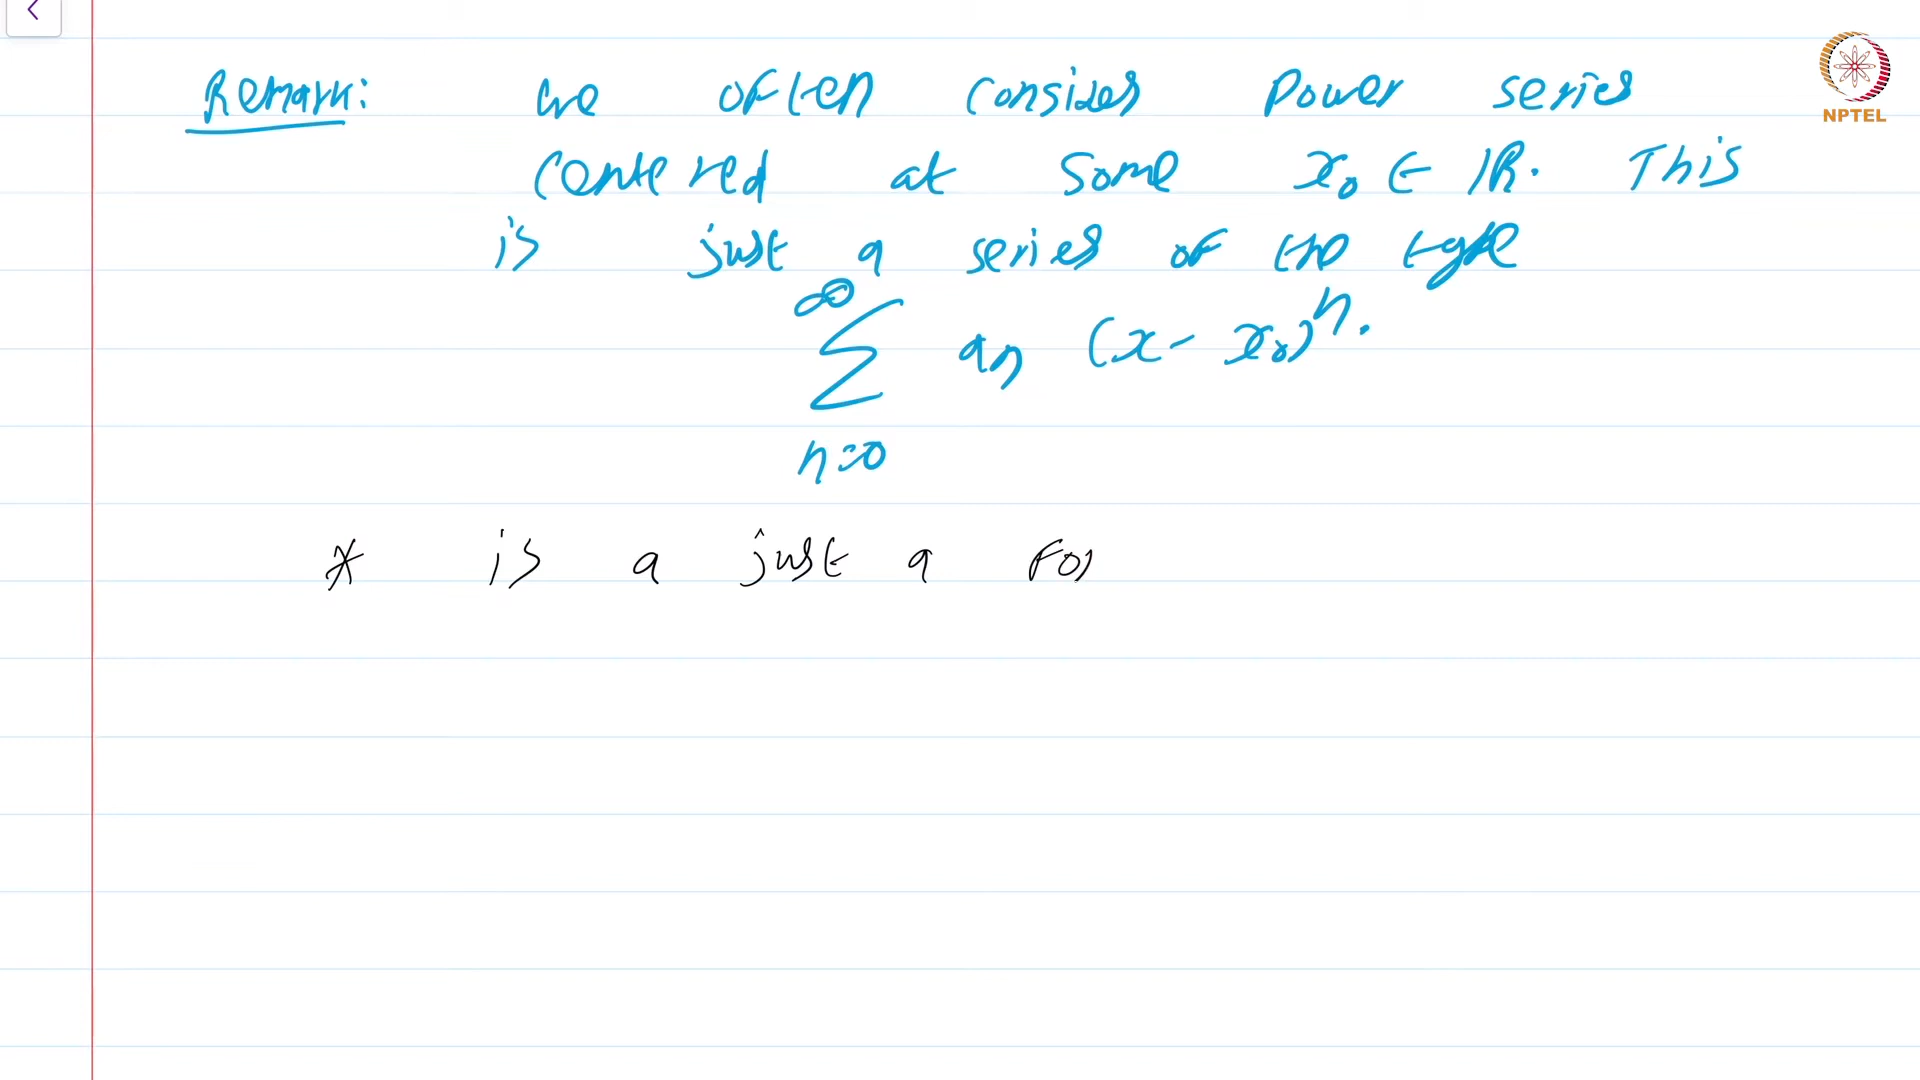 Remark: we often consider Power series
centered at some x₀ ∈ ℝ. This
is just a series of the type
∞
∑ aₙ (x - x₀)ⁿ.
n=0
* is a just a for
NPTEL